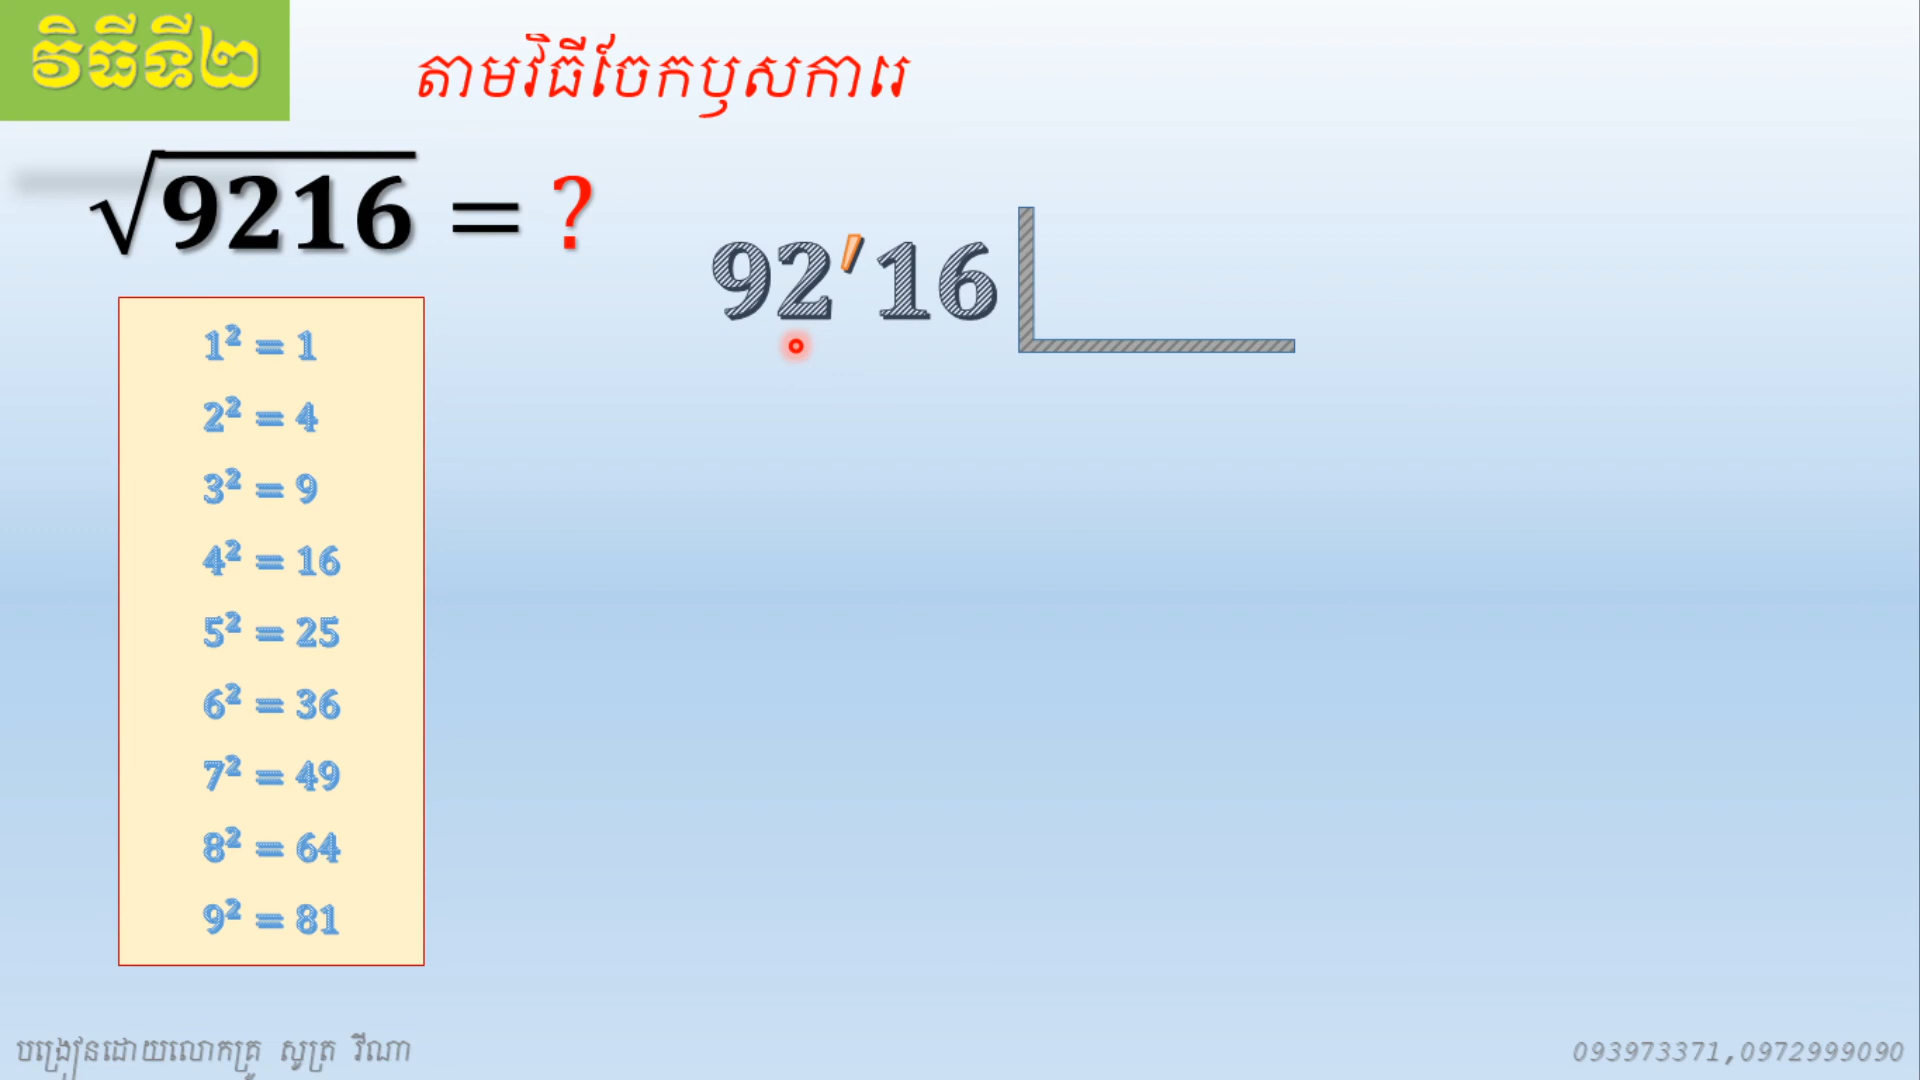 វិធីទី២
តាមវិធីចែកឫសការេ
√9216 = ?
92′16
1² = 1
2² = 4
3² = 9
4² = 16
5² = 25
6² = 36
7² = 49
8² = 64
9² = 81
បង្រៀនដោយលោកគ្រូ សូត្រ វីណា
093973371,0972999090